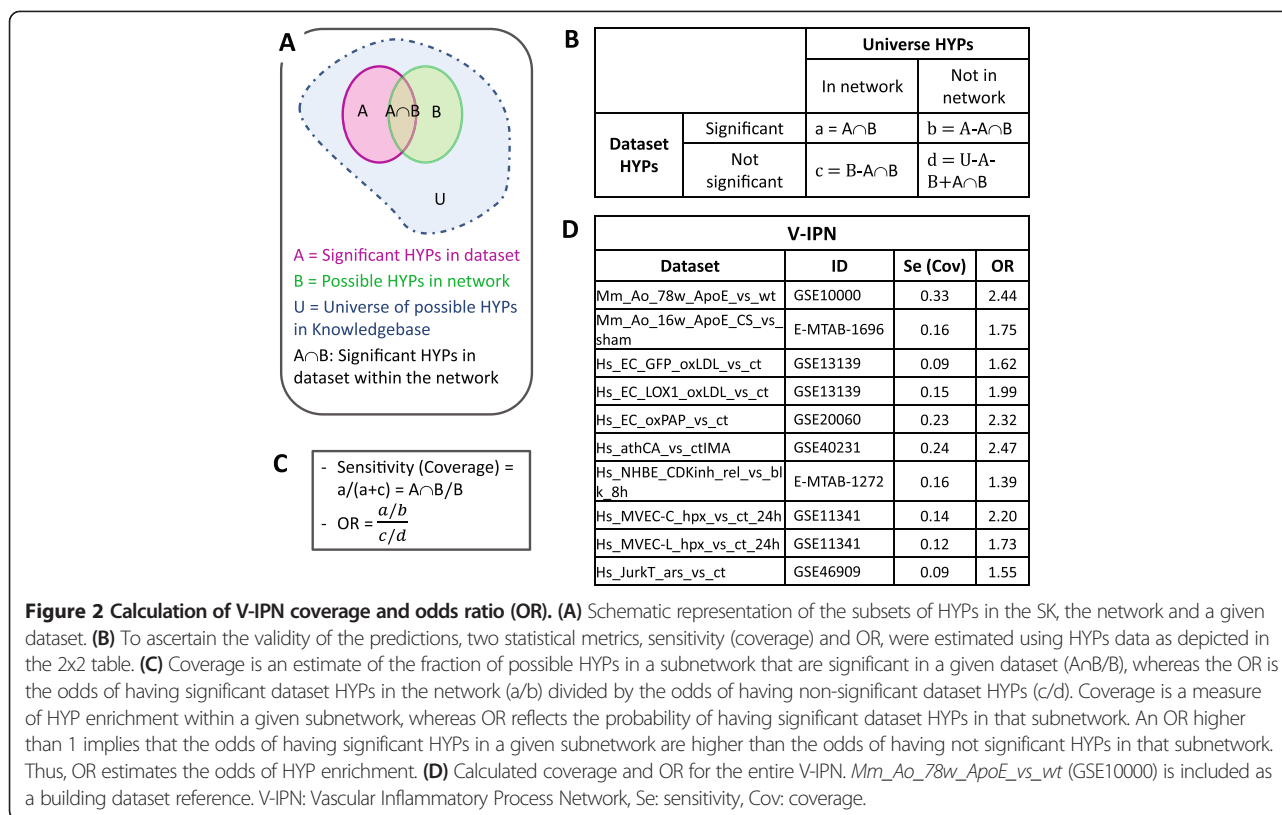 A
A
A∩B
B
U
A = Significant HYPs in dataset
B = Possible HYPs in network
U = Universe of possible HYPs
in Knowledgebase
A∩B: Significant HYPs in
dataset within the network
B
Universe HYPs
In network
Not in
network
Dataset
HYPs
Significant
a = A∩B
b = A-A∩B
Not
significant
c = B-A∩B
d = U-A-
B+A∩B
C
- Sensitivity (Coverage) =
a/(a+c) = A∩B/B
- OR = (a/b)/(c/d)
D
V-IPN
Dataset ID Se (Cov) OR
Mm_Ao_78w_ApoE_vs_wt GSE10000 0.33 2.44
Mm_Ao_16w_ApoE_CS_vs_
sham E-MTAB-1696 0.16 1.75
Hs_EC_GFP_oxLDL_vs_ct GSE13139 0.09 1.62
Hs_EC_LOX1_oxLDL_vs_ct GSE13139 0.15 1.99
Hs_EC_oxPAP_vs_ct GSE20060 0.23 2.32
Hs_athCA_vs_ctIMA GSE40231 0.24 2.47
Hs_NHBE_CDKinh_rel_vs_bl
k_8h E-MTAB-1272 0.16 1.39
Hs_MVEC-C_hpx_vs_ct_24h GSE11341 0.14 2.20
Hs_MVEC-L_hpx_vs_ct_24h GSE11341 0.12 1.73
Hs_JurkT_ars_vs_ct GSE46909 0.09 1.55
Figure 2 Calculation of V-IPN coverage and odds ratio (OR). (A) Schematic representation of the subsets of HYPs in the SK, the network and a given
dataset. (B) To ascertain the validity of the predictions, two statistical metrics, sensitivity (coverage) and OR, were estimated using HYPs data as depicted in
the 2x2 table. (C) Coverage is an estimate of the fraction of possible HYPs in a subnetwork that are significant in a given dataset (A∩B/B), whereas the OR is
the odds of having significant dataset HYPs in the network (a/b) divided by the odds of having non-significant dataset HYPs (c/d). Coverage is a measure
of HYP enrichment within a given subnetwork, whereas OR reflects the probability of having significant dataset HYPs in that subnetwork. An OR higher
than 1 implies that the odds of having significant HYPs in a given subnetwork are higher than the odds of having not significant HYPs in that subnetwork.
Thus, OR estimates the odds of HYP enrichment. (D) Calculated coverage and OR for the entire V-IPN. Mm_Ao_78w_ApoE_vs_wt (GSE10000) is included as
a building dataset reference. V-IPN: Vascular Inflammatory Process Network, Se: sensitivity, Cov: coverage.